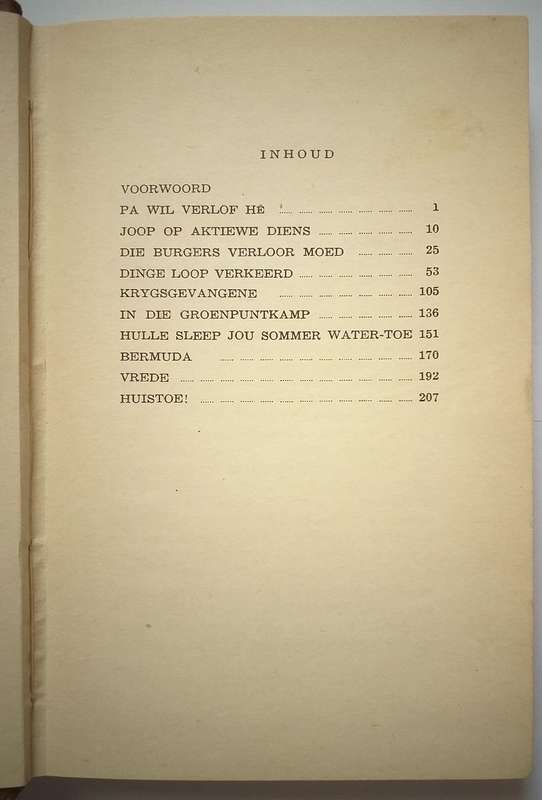 INHOUD
VOORWOORD
PA WIL VERLOF HÊ ...... ...... ...... ...... ...... ...... ...... 1
JOOP OP AKTIEWE DIENS ...... ...... ...... ...... ...... 10
DIE BURGERS VERLOOR MOED ...... ...... ...... 25
DINGE LOOP VERKEERD ...... ...... ...... ...... ...... ...... 53
KRYGSGEVANGENE ...... ...... ...... ...... ...... ...... ...... 105
IN DIE GROENPUNTKAMP ...... ...... ...... ...... ...... 136
HULLE SLEEP JOU SOMMER WATER-TOE 151
BERMUDA ...... ...... ...... ...... ...... ...... ...... ...... ...... ...... 170
VREDE ...... ...... ...... ...... ...... ...... ...... ...... ...... ...... ...... ...... 192
HUISTOE! ...... ...... ...... ...... ...... ...... ...... ...... ...... ...... ...... 207